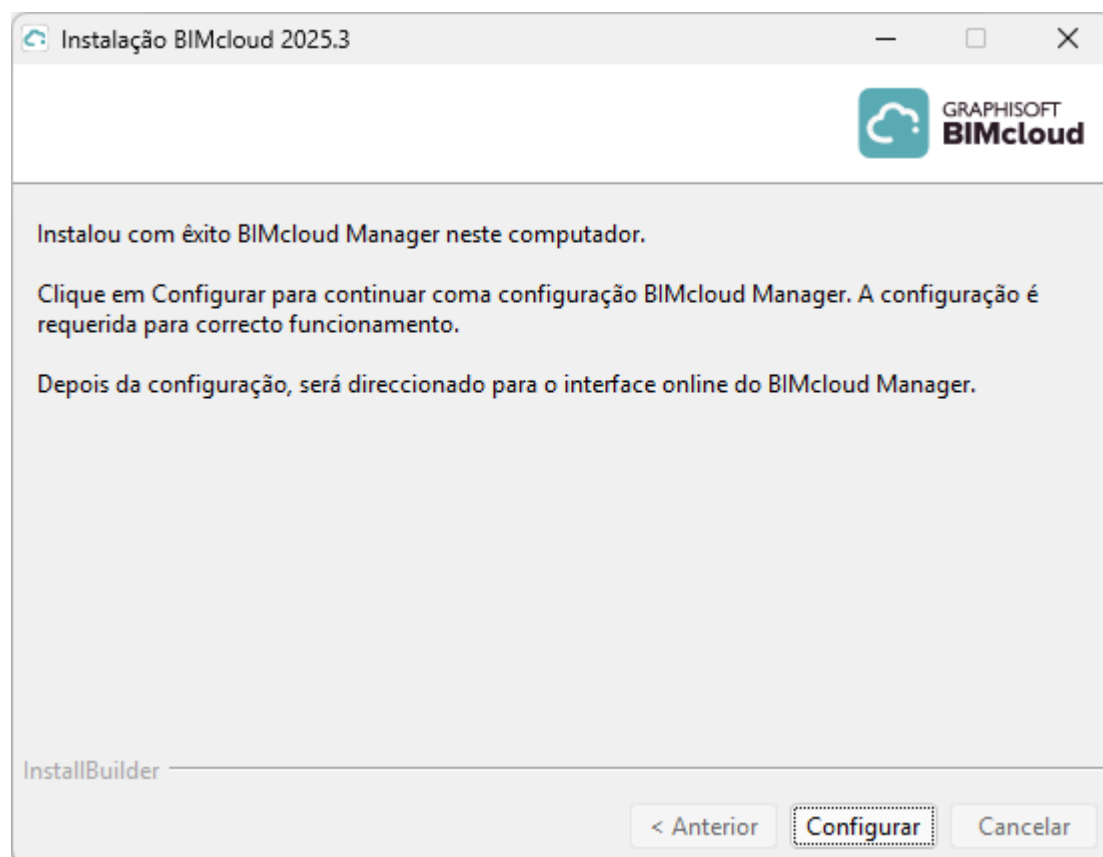 Instalação BIMcloud 2025.3
GRAPHISOFT
BIMcloud
Instalou com êxito BIMcloud Manager neste computador.
Clique em Configurar para continuar coma configuração BIMcloud Manager. A configuração é
requerida para correcto funcionamento.
Depois da configuração, será direccionado para o interface online do BIMcloud Manager.
InstallBuilder
< Anterior
Configurar
Cancelar